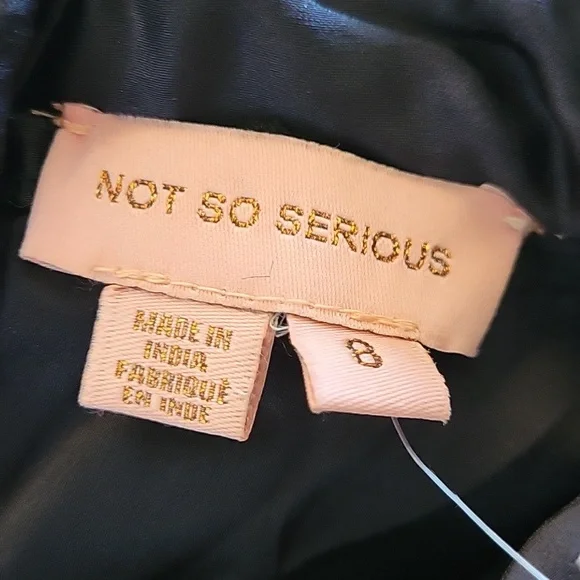 NOT SO SERIOUS
MADE IN
INDIA
FABRIQUÉ
EN INDE
8